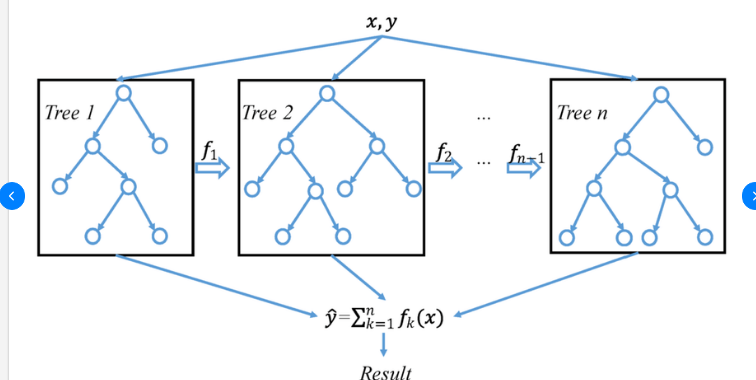 x, y
Tree 1
f₁
Tree 2
f₂
...
...
fₙ₋₁
Tree n
ŷ=∑ⁿₖ₌₁ fₖ(x)
Result